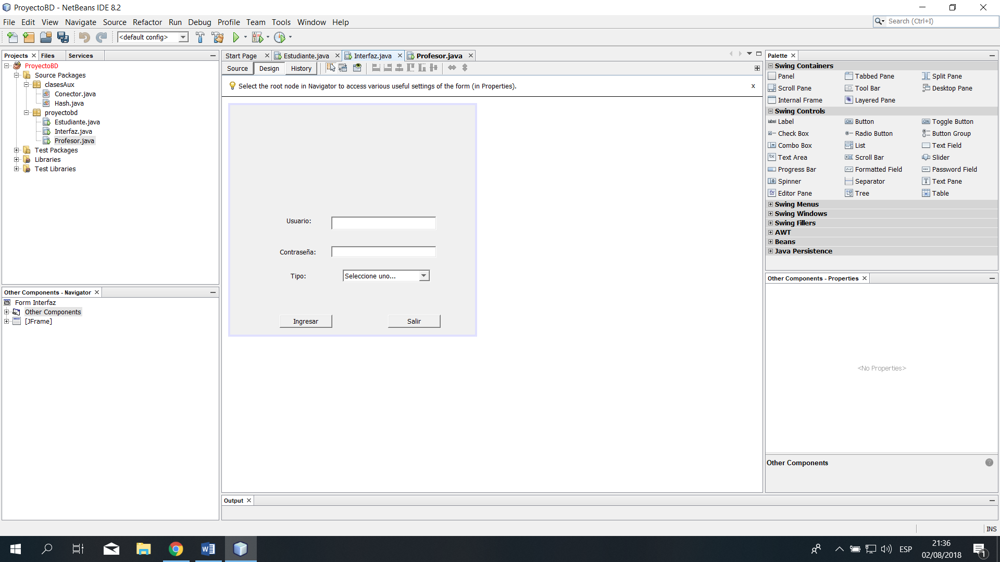 ProyectoBD - NetBeans IDE 8.2
File Edit View Navigate Source Refactor Run Debug Profile Team Tools Window Help
Search (Ctrl+I)
<default config>
Projects Files Services
ProyectoBD
Source Packages
clasesAux
Conector.java
Hash.java
proyectobd
Estudiante.java
Interfaz.java
Profesor.java
Test Packages
Libraries
Test Libraries
Other Components - Navigator
Form Interfaz
Other Components
[JFrame]
Start Page Estudiante.java Interfaz.java Profesor.java
Source Design History
Select the root node in Navigator to access various useful settings of the form (in Properties). x
Usuario:
Contraseña:
Tipo: Seleccione uno...
Ingresar Salir
Output
Palette
Swing Containers
Panel Tabbed Pane Split Pane
Scroll Pane Tool Bar Desktop Pane
Internal Frame Layered Pane
Swing Controls
label Label OK Button ON Toggle Button
Check Box Radio Button Button Group
Combo Box List Text Field
Text Area Scroll Bar Slider
Progress Bar Formatted Field Password Field
Spinner Separator T Text Pane
Editor Pane Tree Table
Swing Menus
Swing Windows
Swing Fillers
AWT
Beans
Java Persistence
Other Components - Properties
<No Properties>
Other Components
INS
ESP
21:36
02/08/2018
1